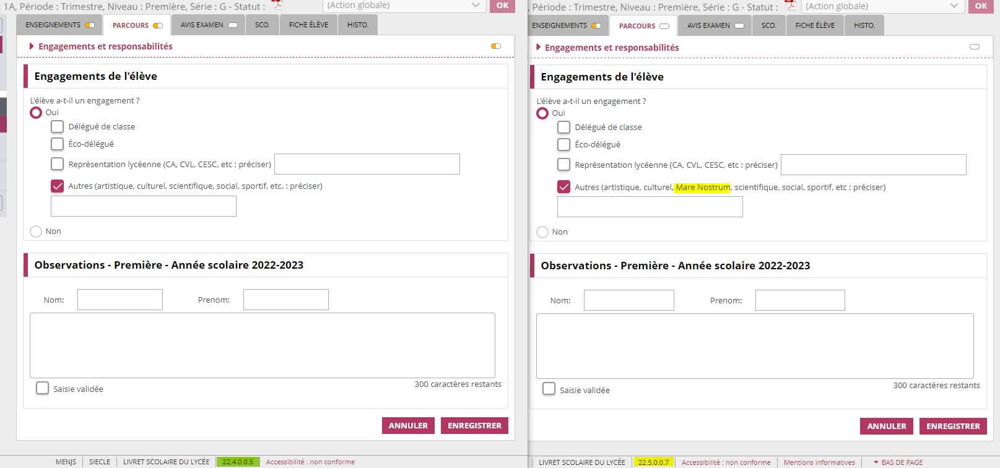 : 1A, Période : Trimestre, Niveau : Première, Série : G - Statut :
(Action globale)
OK
ENSEIGNEMENTS
PARCOURS
AVIS EXAMEN
SCO.
FICHE ÉLÈVE
HISTO.
Engagements et responsabilités
Engagements de l'élève
L'élève a-t-il un engagement ?
Oui
Délégué de classe
Éco-délégué
Représentation lycéenne (CA, CVL, CESC, etc : préciser)
Autres (artistique, culturel, scientifique, social, sportif, etc. : préciser)
Non
Observations - Première - Année scolaire 2022-2023
Nom:
Prenom:
300 caractères restants
Saisie validée
ANNULER
ENREGISTRER
MENJS
SIECLE
LIVRET SCOLAIRE DU LYCÉE
22.4.0.0.5
Accessibilité : non conforme
, Période : Trimestre, Niveau : Première, Série : G - Statut :
(Action globale)
OK
ENSEIGNEMENTS
PARCOURS
AVIS EXAMEN
SCO.
FICHE ÉLÈVE
HISTO.
Engagements et responsabilités
Engagements de l'élève
L'élève a-t-il un engagement ?
Oui
Délégué de classe
Éco-délégué
Représentation lycéenne (CA, CVL, CESC, etc : préciser)
Autres (artistique, culturel, Mare Nostrum, scientifique, social, sportif, etc : préciser)
Non
Observations - Première - Année scolaire 2022-2023
Nom:
Prenom:
300 caractères restants
Saisie validée
ANNULER
ENREGISTRER
LIVRET SCOLAIRE DU LYCÉE
22.5.0.0.7
Accessibilité : non conforme
Mentions informatives
BAS DE PAGE